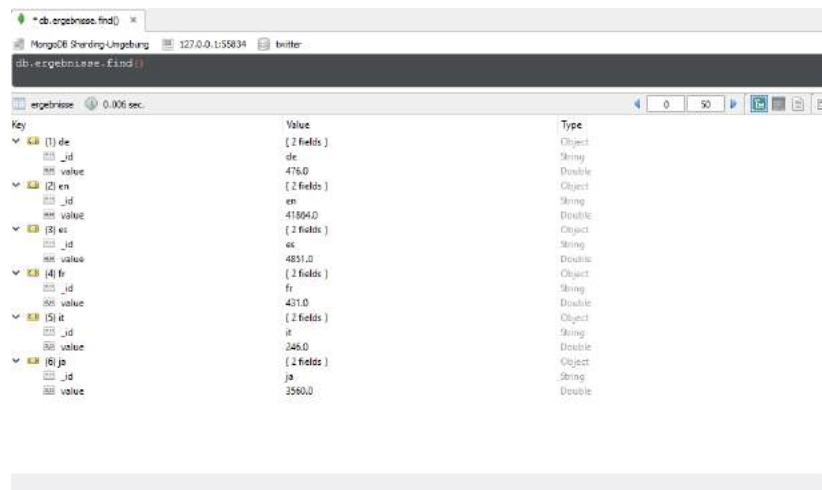 * db.ergebnisse.find()
MongoDB Sharding-Umgebung 127.0.0.1:55834 twitter
db.ergebnisse.find()
ergebnisse 0.006 sec. 0 50
Key Value Type
(1) de { 2 fields } Object
_id de String
value 476.0 Double
(2) en { 2 fields } Object
_id en String
value 41864.0 Double
(3) es { 2 fields } Object
_id es String
value 4851.0 Double
(4) fr { 2 fields } Object
_id fr String
value 431.0 Double
(5) it { 2 fields } Object
_id it String
value 246.0 Double
(6) ja { 2 fields } Object
_id ja String
value 3560.0 Double